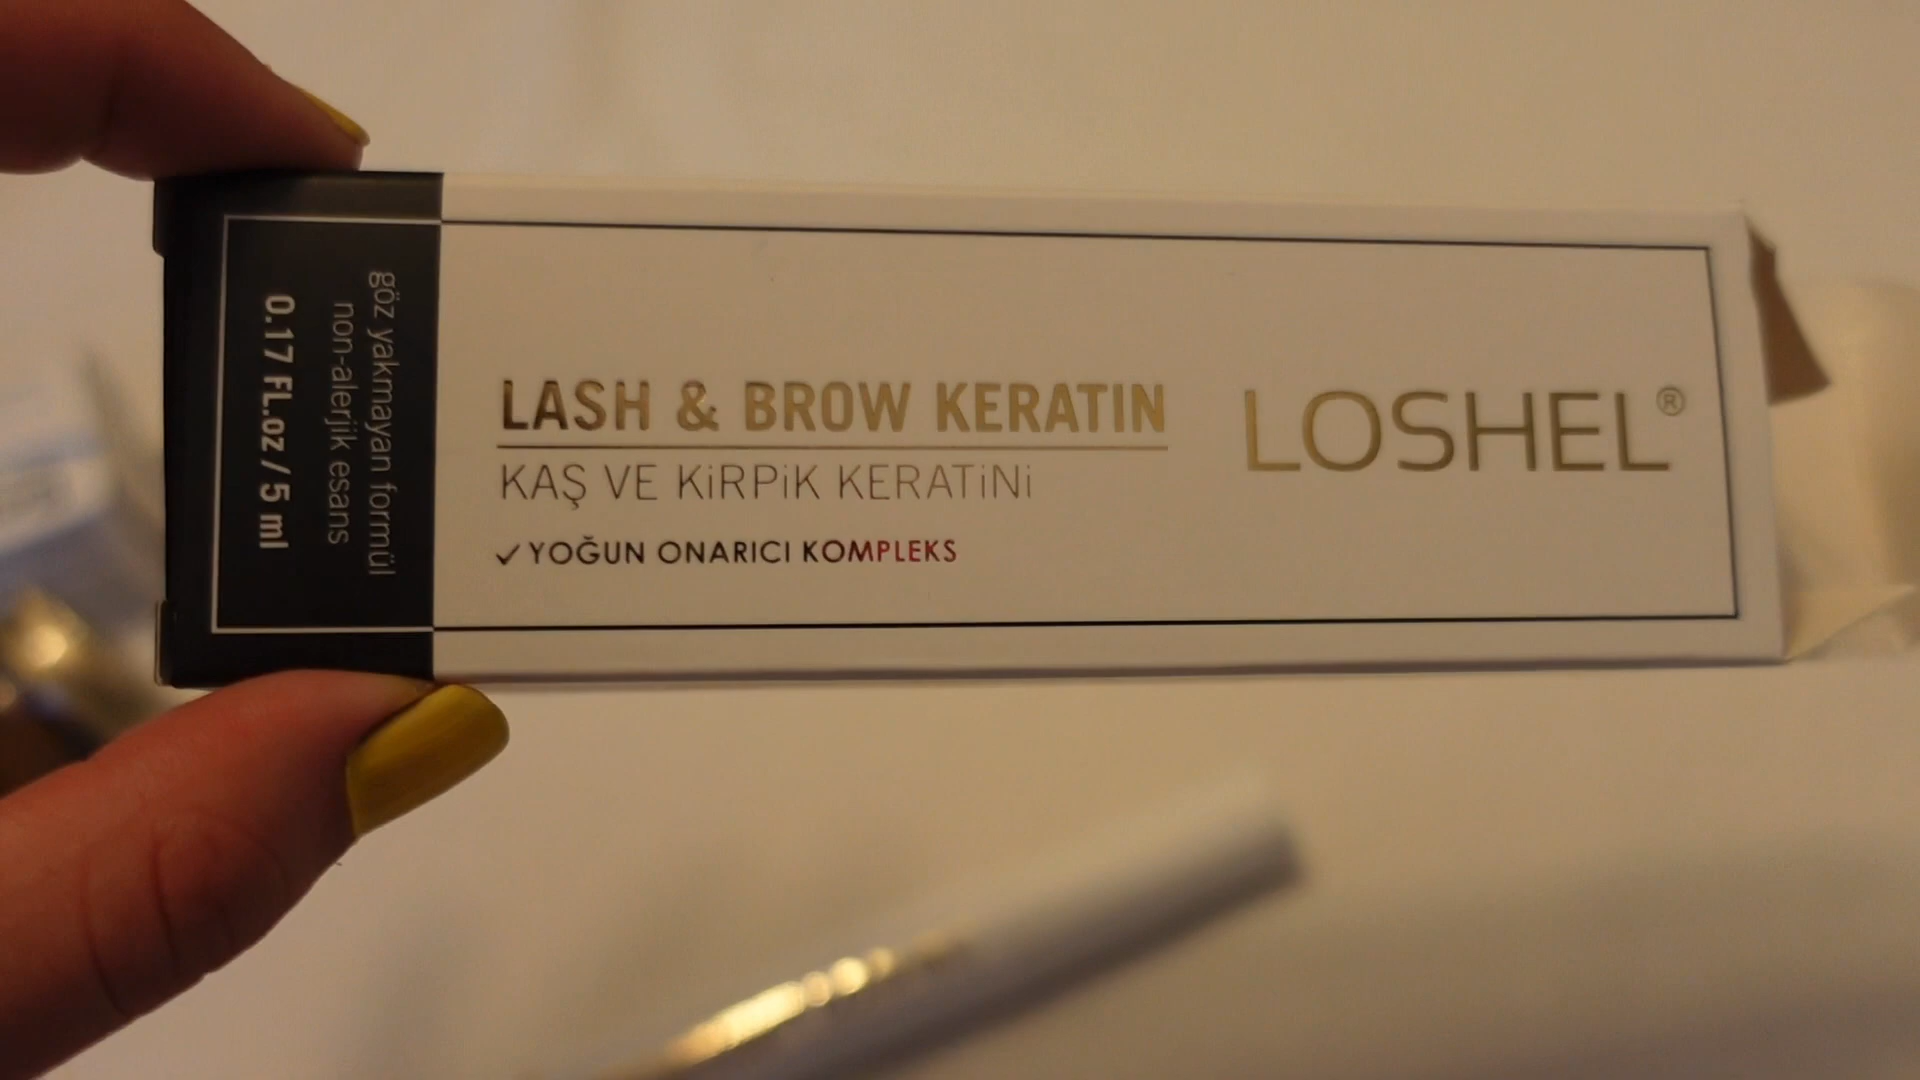 LASH & BROW KERATIN
KAŞ VE KiRPiK KERATiNi
✓ YOĞUN ONARICI KOMPLEKS
LOSHEL®
göz yakmayan formül
non-alerjik esans
0.17 FL.oz / 5 ml